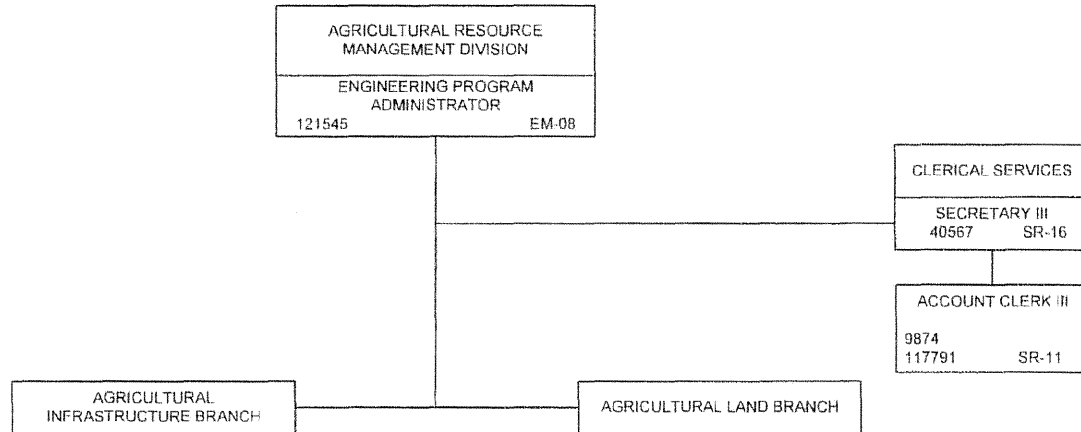 AGRICULTURAL RESOURCE
MANAGEMENT DIVISION
ENGINEERING PROGRAM
ADMINISTRATOR
121545 EM-08
CLERICAL SERVICES
SECRETARY III
40567 SR-16
ACCOUNT CLERK III
9874
117791 SR-11
AGRICULTURAL
INFRASTRUCTURE BRANCH
AGRICULTURAL LAND BRANCH